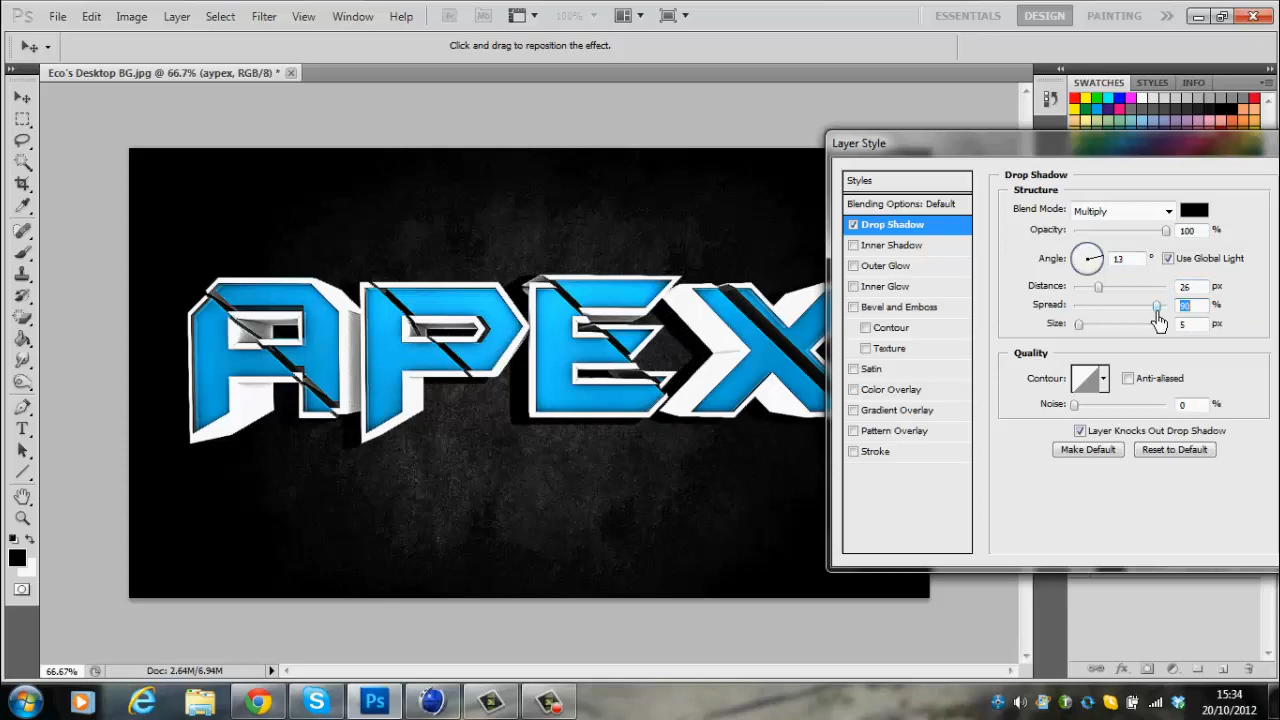 Ps File Edit Image Layer Select Filter View Window Help Br Mb 100% ESSENTIALS DESIGN PAINTING
Click and drag to reposition the effect.
Eco's Desktop BG.jpg @ 66.7% (aypex, RGB/8) *
SWATCHES STYLES INFO
Layer Style
Styles
Blending Options: Default
Drop Shadow
Inner Shadow
Outer Glow
Inner Glow
Bevel and Emboss
Contour
Texture
Satin
Color Overlay
Gradient Overlay
Pattern Overlay
Stroke
Drop Shadow
Structure
Blend Mode: Multiply
Opacity: 100 %
Angle: 13 ° Use Global Light
Distance: 26 px
Spread: 90 %
Size: 5 px
Quality
Contour: Anti-aliased
Noise: 0 %
Layer Knocks Out Drop Shadow
Make Default Reset to Default
APEX
T
66.67% Doc: 2.64M/6.94M
fx
Ps
15:34
20/10/2012